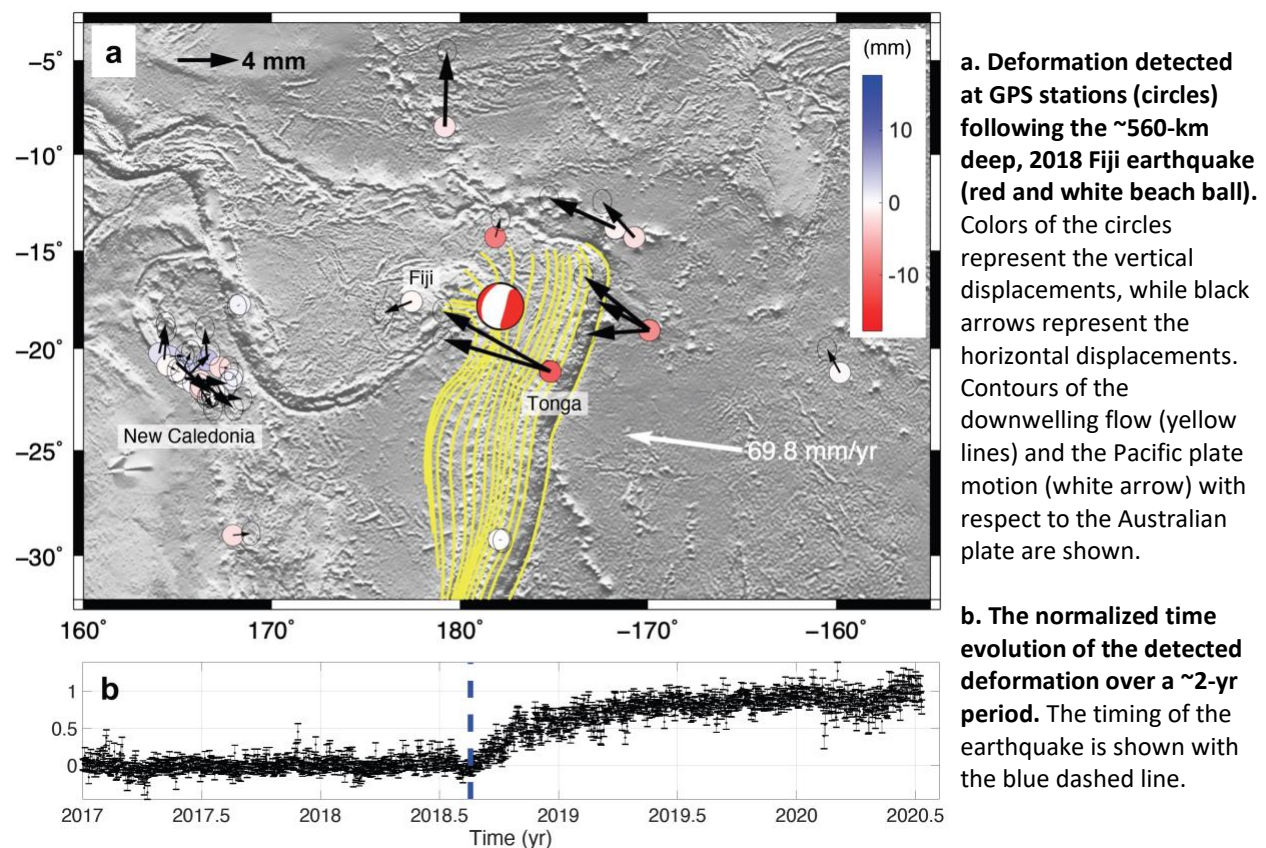 a
4 mm
(mm)
10
0
-10
−5˚
−10˚
−15˚
−20˚
−25˚
−30˚
Fiji
Tonga
New Caledonia
69.8 mm/yr
160˚ 170˚ 180˚ −170˚ −160˚
b
1
0.5
0
2017 2017.5 2018 2018.5 2019 2019.5 2020 2020.5
Time (yr)
a. Deformation detected
at GPS stations (circles)
following the ~560-km
deep, 2018 Fiji earthquake
(red and white beach ball).
Colors of the circles
represent the vertical
displacements, while black
arrows represent the
horizontal displacements.
Contours of the
downwelling flow (yellow
lines) and the Pacific plate
motion (white arrow) with
respect to the Australian
plate are shown.
b. The normalized time
evolution of the detected
deformation over a ~2-yr
period. The timing of the
earthquake is shown with
the blue dashed line.